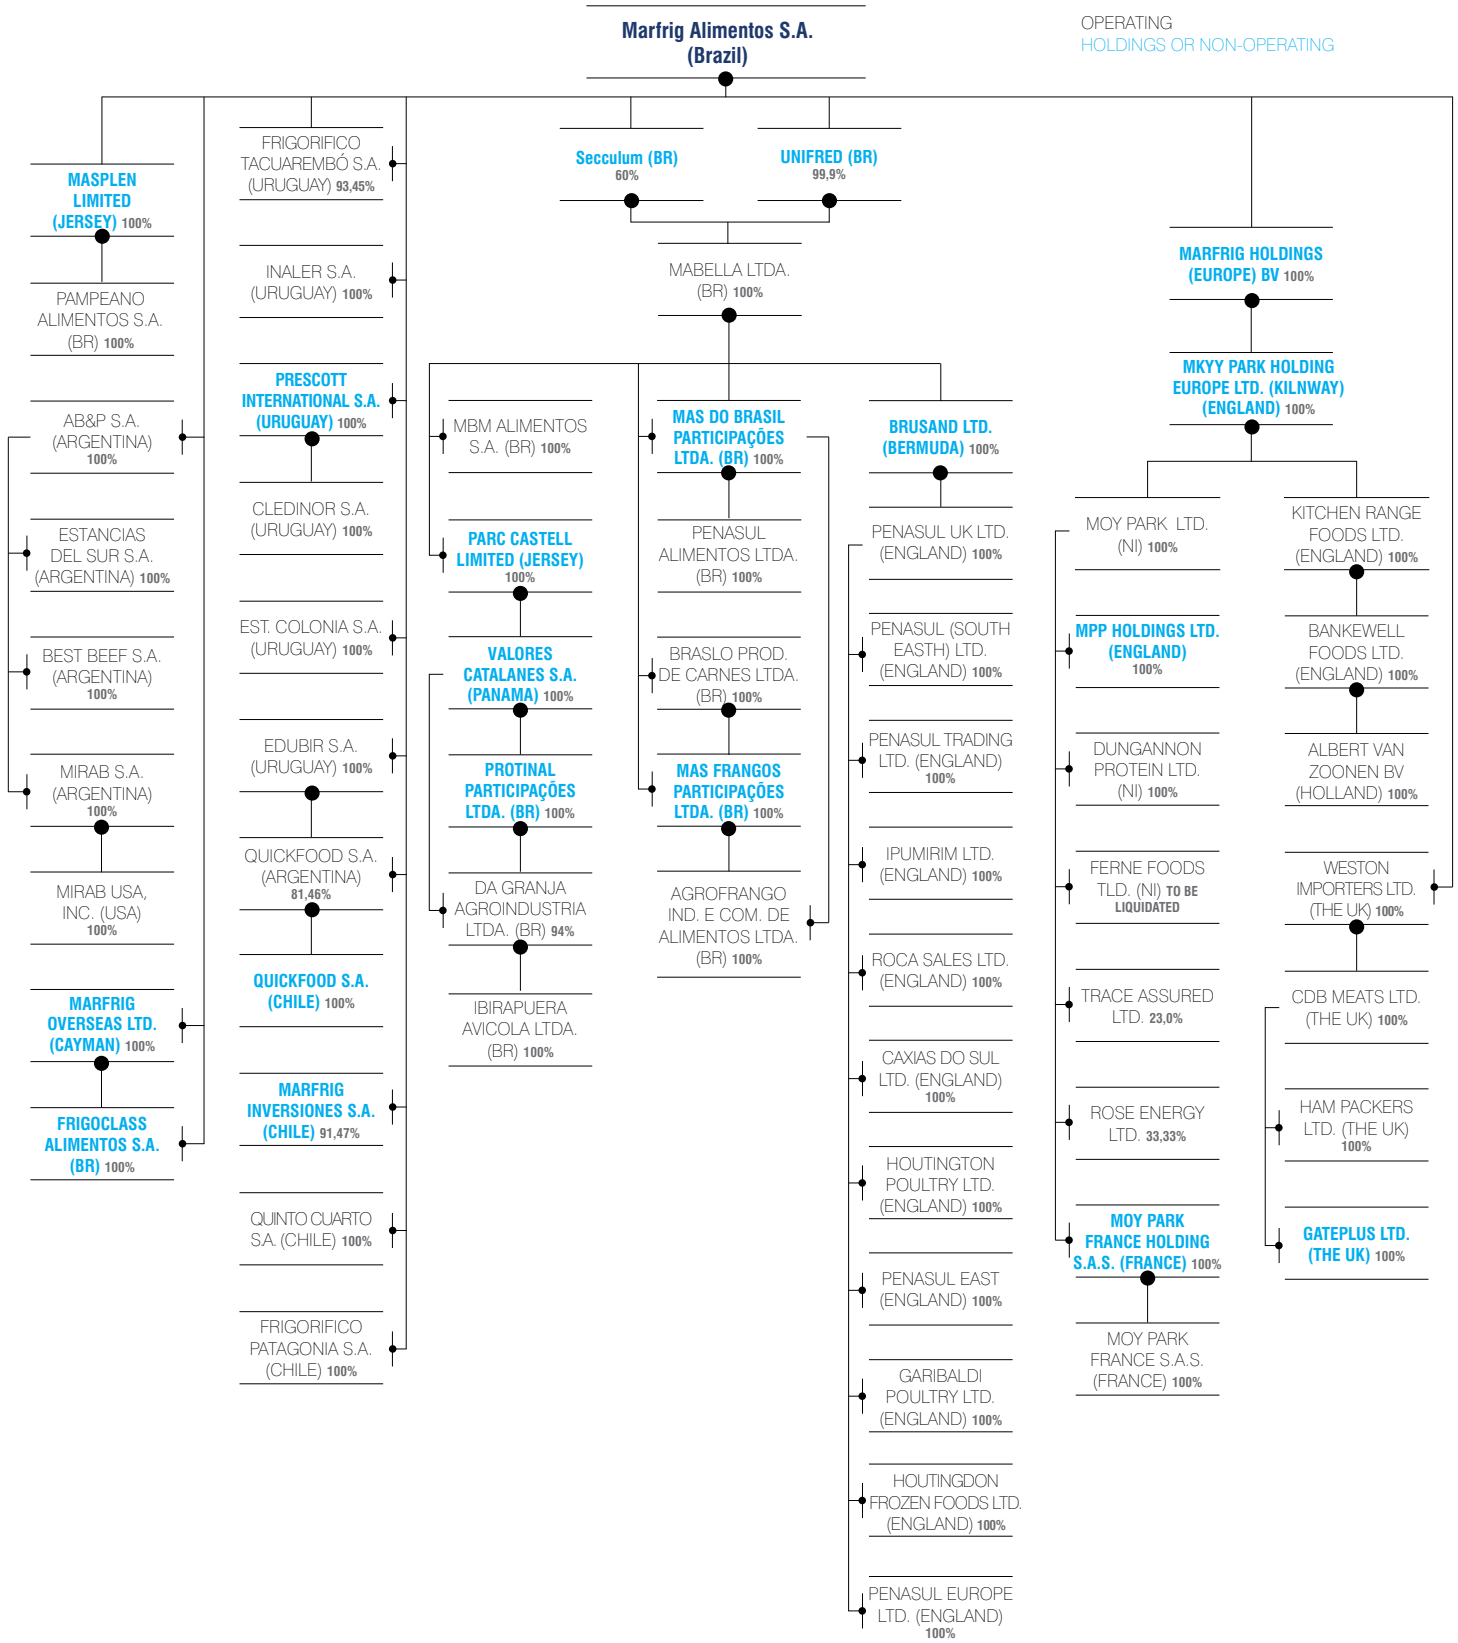 Marfrig Alimentos S.A.
(Brazil)
OPERATING
HOLDINGS OR NON-OPERATING
MASPLEN
LIMITED
(JERSEY) 100%
PAMPEANO
ALIMENTOS S.A.
(BR) 100%
AB&P S.A.
(ARGENTINA)
100%
ESTANCIAS
DEL SUR S.A.
(ARGENTINA) 100%
BEST BEEF S.A.
(ARGENTINA)
100%
MIRAB S.A.
(ARGENTINA)
100%
MIRAB USA,
INC. (USA)
100%
MARFRIG
OVERSEAS LTD.
(CAYMAN) 100%
FRIGOCLASS
ALIMENTOS S.A.
(BR) 100%
FRIGORIFICO
TACUAREMBÓ S.A.
(URUGUAY) 93,45%
INALER S.A.
(URUGUAY) 100%
PRESCOTT
INTERNATIONAL S.A.
(URUGUAY) 100%
CLEDINOR S.A.
(URUGUAY) 100%
EST. COLONIA S.A.
(URUGUAY) 100%
EDUBIR S.A.
(URUGUAY) 100%
QUICKFOOD S.A.
(ARGENTINA)
81,46%
QUICKFOOD S.A.
(CHILE) 100%
MARFRIG
INVERSIONES S.A.
(CHILE) 91,47%
QUINTO CUARTO
S.A. (CHILE) 100%
FRIGORIFICO
PATAGONIA S.A.
(CHILE) 100%
Secculum (BR)
60%
UNIFRED (BR)
99,9%
MABELLA LTDA.
(BR) 100%
MBM ALIMENTOS
S.A. (BR) 100%
PARC CASTELL
LIMITED (JERSEY)
100%
VALORES
CATALANES S.A.
(PANAMA) 100%
PROTINAL
PARTICIPAÇÕES
LTDA. (BR) 100%
DA GRANJA
AGROINDUSTRIA
LTDA. (BR) 94%
IBIRAPUERA
AVICOLA LTDA.
(BR) 100%
MAS DO BRASIL
PARTICIPAÇÕES
LTDA. (BR) 100%
PENASUL
ALIMENTOS LTDA.
(BR) 100%
BRASLO PROD.
DE CARNES LTDA.
(BR) 100%
MAS FRANGOS
PARTICIPAÇÕES
LTDA. (BR) 100%
AGROFRANGO
IND. E COM. DE
ALIMENTOS LTDA.
(BR) 100%
BRUSAND LTD.
(BERMUDA) 100%
PENASUL UK LTD.
(ENGLAND) 100%
PENASUL (SOUTH
EASTH) LTD.
(ENGLAND) 100%
PENASUL TRADING
LTD. (ENGLAND)
100%
IPUMIRIM LTD.
(ENGLAND) 100%
ROCA SALES LTD.
(ENGLAND) 100%
CAXIAS DO SUL
LTD. (ENGLAND)
100%
HOUTINGTON
POULTRY LTD.
(ENGLAND) 100%
PENASUL EAST
(ENGLAND) 100%
GARIBALDI
POULTRY LTD.
(ENGLAND) 100%
HOUTINGDON
FROZEN FOODS LTD.
(ENGLAND) 100%
PENASUL EUROPE
LTD. (ENGLAND)
100%
MARFRIG HOLDINGS
(EUROPE) BV 100%
MKYY PARK HOLDING
EUROPE LTD. (KILNWAY)
(ENGLAND) 100%
MOY PARK LTD.
(NI) 100%
MPP HOLDINGS LTD.
(ENGLAND)
100%
DUNGANNON
PROTEIN LTD.
(NI) 100%
FERNE FOODS
TLD. (NI) TO BE
LIQUIDATED
TRACE ASSURED
LTD. 23,0%
ROSE ENERGY
LTD. 33,33%
MOY PARK
FRANCE HOLDING
S.A.S. (FRANCE) 100%
MOY PARK
FRANCE S.A.S.
(FRANCE) 100%
KITCHEN RANGE
FOODS LTD.
(ENGLAND) 100%
BANKEWELL
FOODS LTD.
(ENGLAND) 100%
ALBERT VAN
ZOONEN BV
(HOLLAND) 100%
WESTON
IMPORTERS LTD.
(THE UK) 100%
CDB MEATS LTD.
(THE UK) 100%
HAM PACKERS
LTD. (THE UK)
100%
GATEPLUS LTD.
(THE UK) 100%